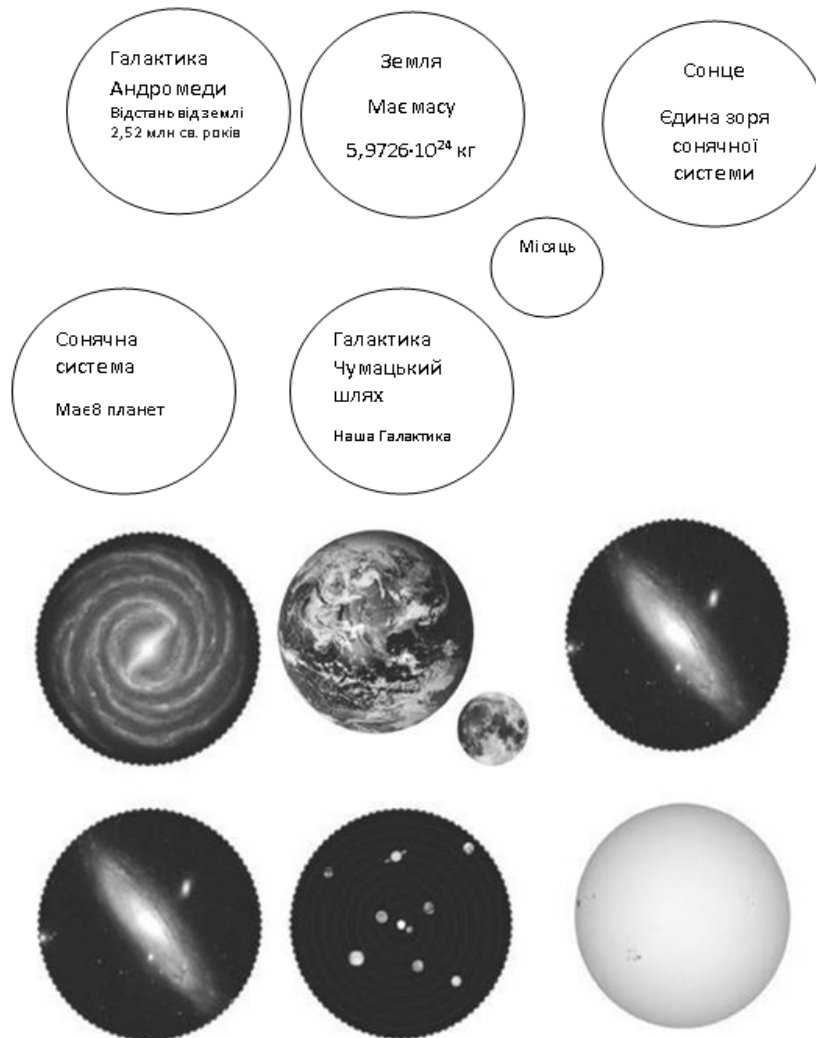 Галактика
Андромеди
Відстань від землі
2,52 млн св. років
Земля
Має масу
5,9726·10²⁴ кг
Сонце
Єдина зоря
сонячної
системи
Місяць
Сонячна
система
Має8 планет
Галактика
Чумацький
шлях
Наша Галактика